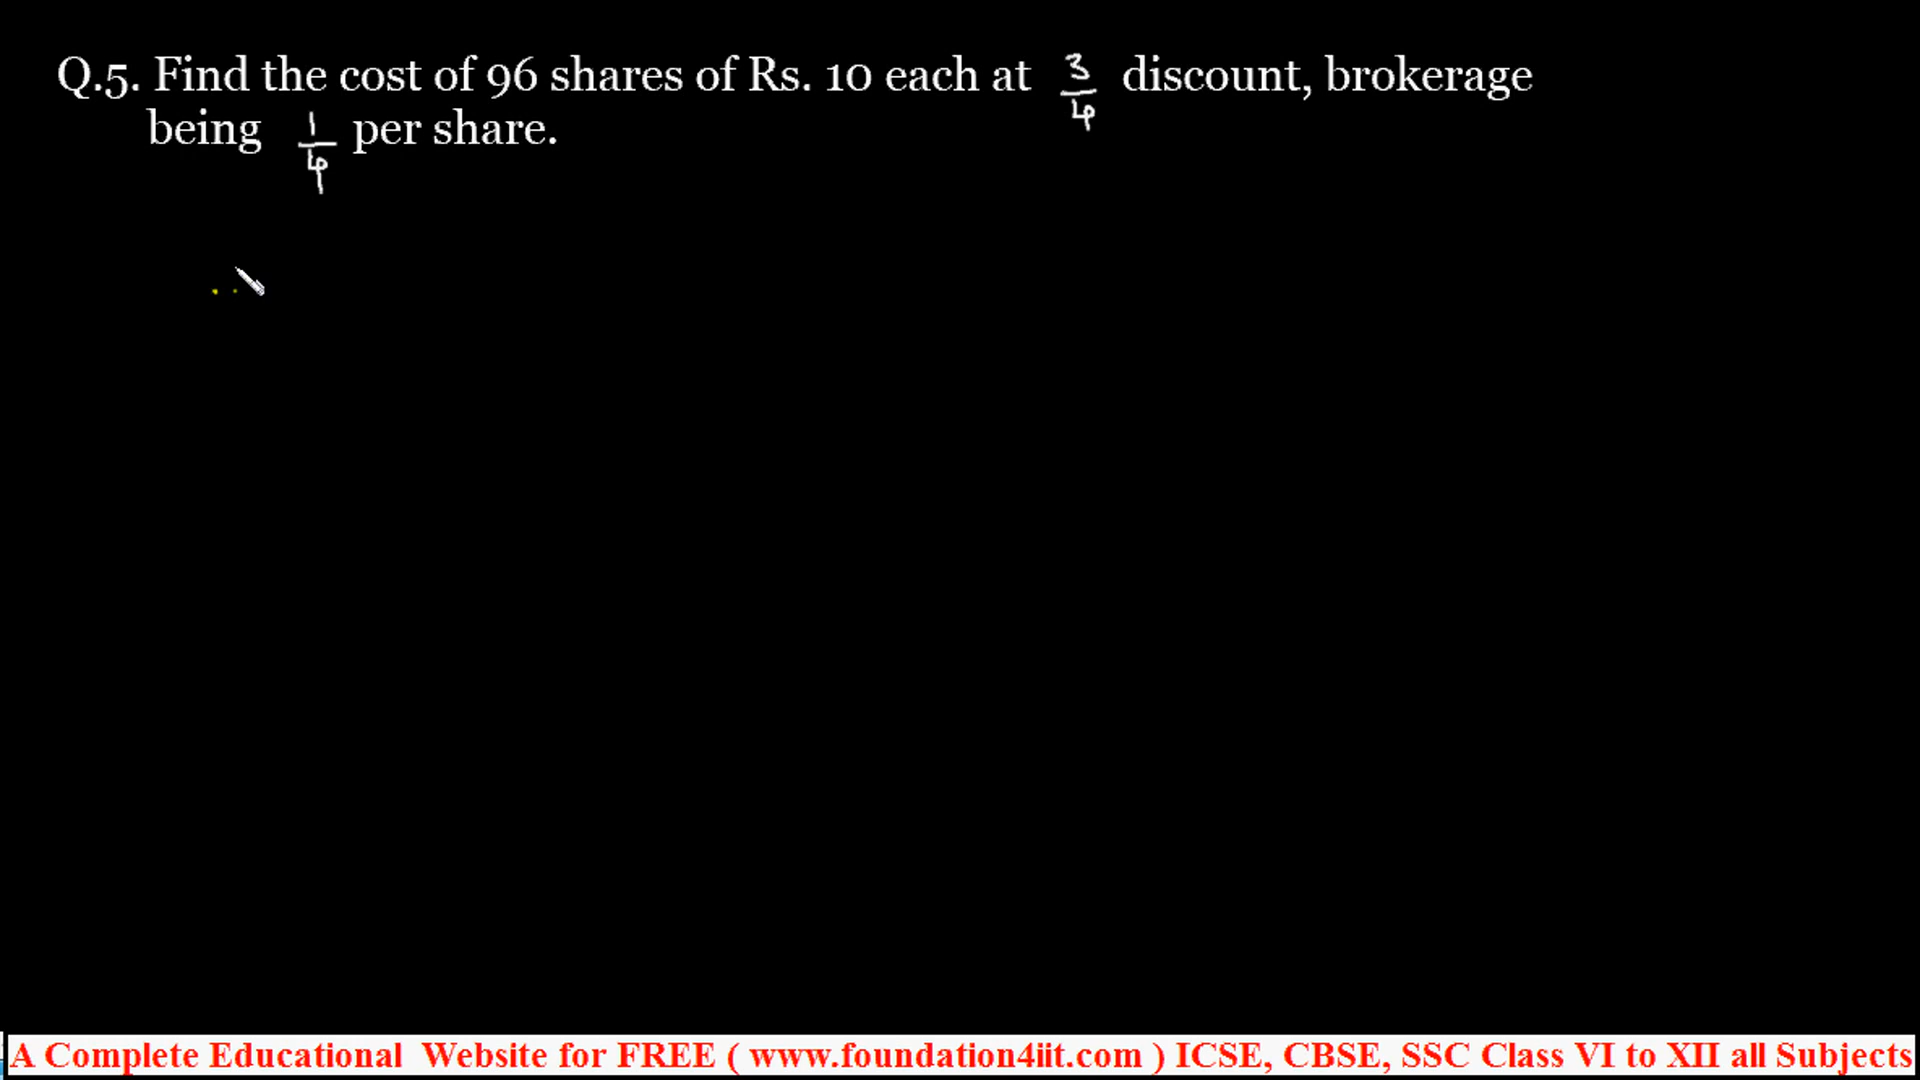 Q.5. Find the cost of 96 shares of Rs. 10 each at 3/4 discount, brokerage
being 1/4 per share.
A Complete Educational Website for FREE ( www.foundation4iit.com ) ICSE, CBSE, SSC Class VI to XII all Subjects